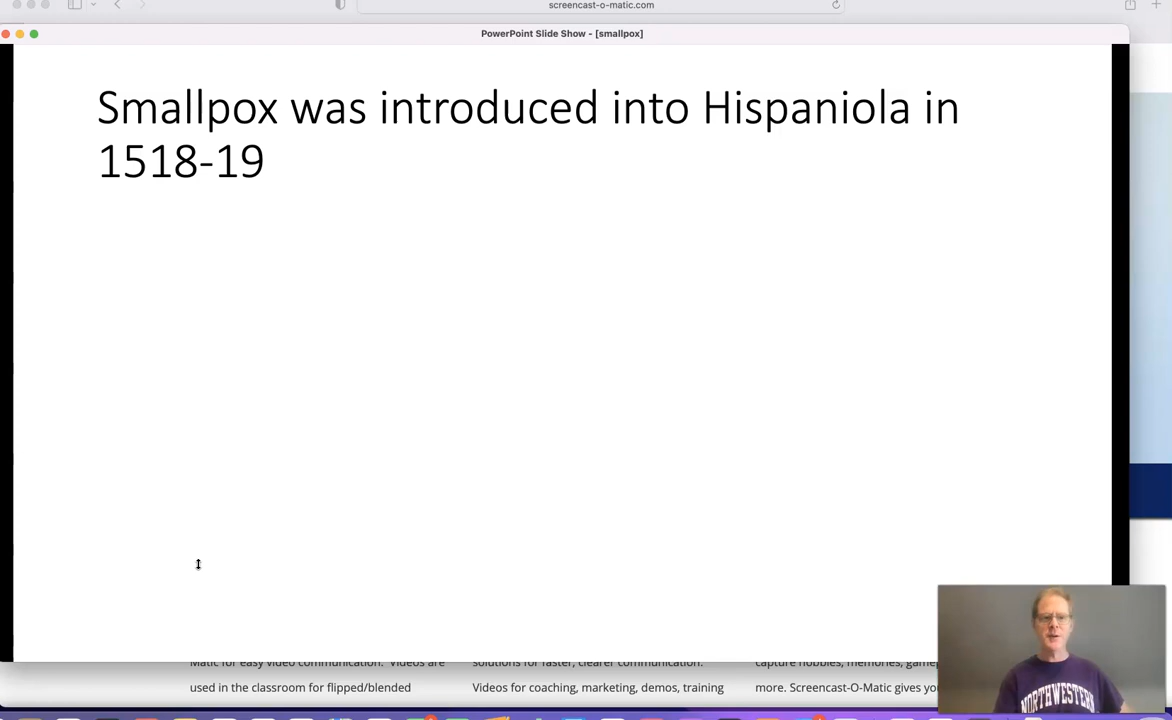 screencast-o-matic.com
PowerPoint Slide Show - [smallpox]
Smallpox was introduced into Hispaniola in
1518-19
Matic for easy video communication. Videos are
solutions for faster, clearer communication.
capture hobbies, memories,
used in the classroom for flipped/blended
Videos for coaching, marketing, demos, training
more. Screencast-O-Matic gives
NORTHWESTERN